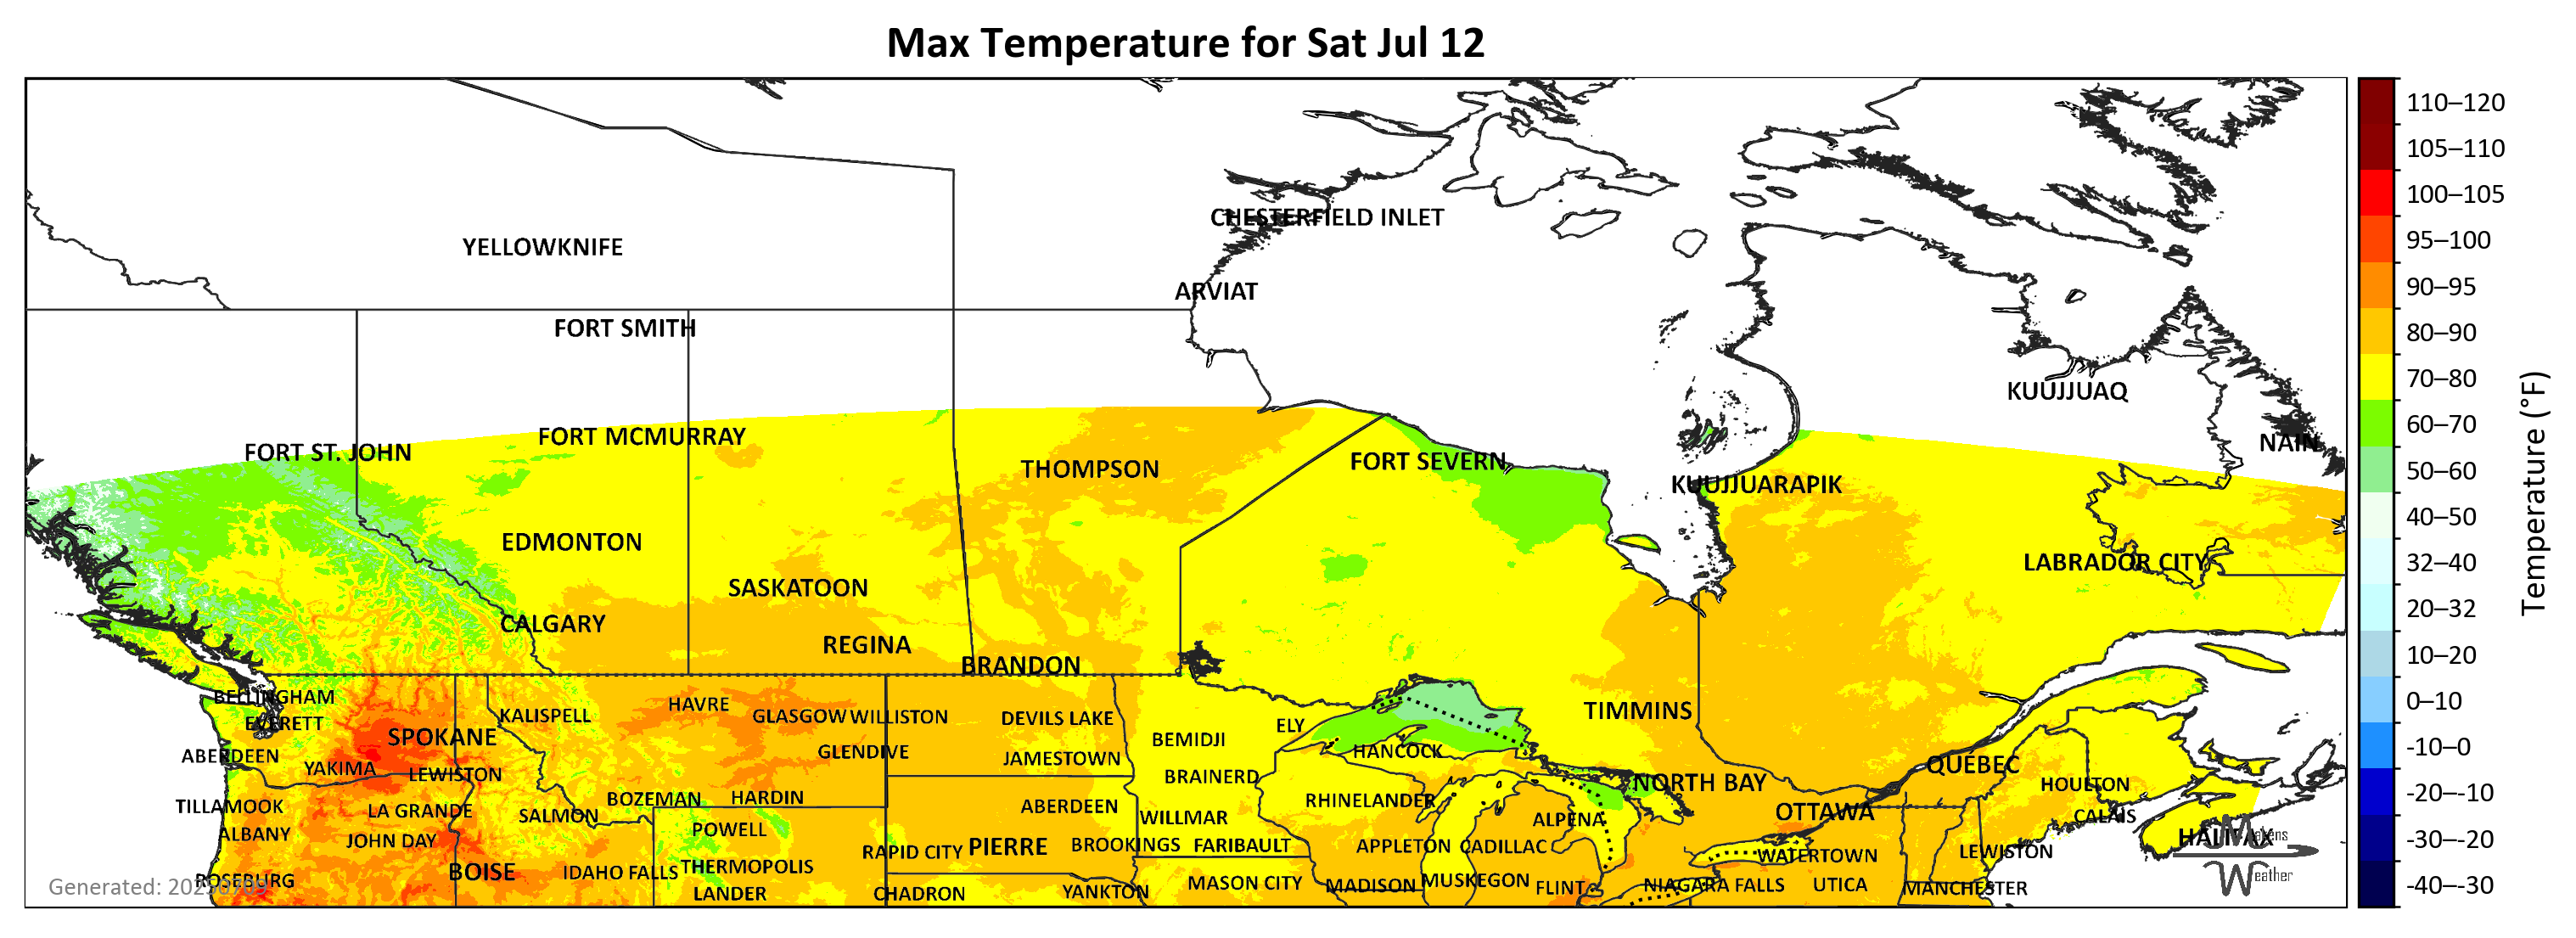 Max Temperature for Sat Jul 12
CHESTERFIELD INLET
YELLOWKNIFE
ARVIAT
FORT SMITH
KUUJJUAQ
FORT MCMURRAY
NAIN
FORT ST. JOHN
FORT SEVERN
THOMPSON
KUUJJUARAPIK
EDMONTON
LABRADOR CITY
SASKATOON
CALGARY
REGINA
BRANDON
BELLINGHAM
HAVRE
TIMMINS
KALISPELL
GLASGOW WILLISTON
DEVILS LAKE
EVERETT
ELY
SPOKANE
BEMIDJI
GLENDIVE
HANCOCK
ABERDEEN
JAMESTOWN
QUÉBEC
YAKIMA
LEWISTON
BRAINERD
NORTH BAY
HOULTON
BOZEMAN
HARDIN
RHINELANDER
TILLAMOOK
ABERDEEN
LA GRANDE
OTTAWA
SALMON
WILLMAR
CALAIS
ALPENA
POWELL
ALBANY
HALIFAX
JOHN DAY
PIERRE
BROOKINGS
FARIBAULT
APPLETON
CADILLAC
RAPID CITY
LEWISTON
WATERTOWN
THERMOPOLIS
BOISE
IDAHO FALLS
ROSEBURG
MUSKEGON
MASON CITY
MADISON
NIAGARA FALLS
UTICA
FLINT
MANCHESTER
YANKTON
LANDER
CHADRON
Weather
110–120
105–110
100–105
95–100
90–95
80–90
70–80
60–70
50–60
40–50
32–40
20–32
10–20
0–10
-10–0
-20–-10
-30–-20
-40–-30
Temperature (°F)